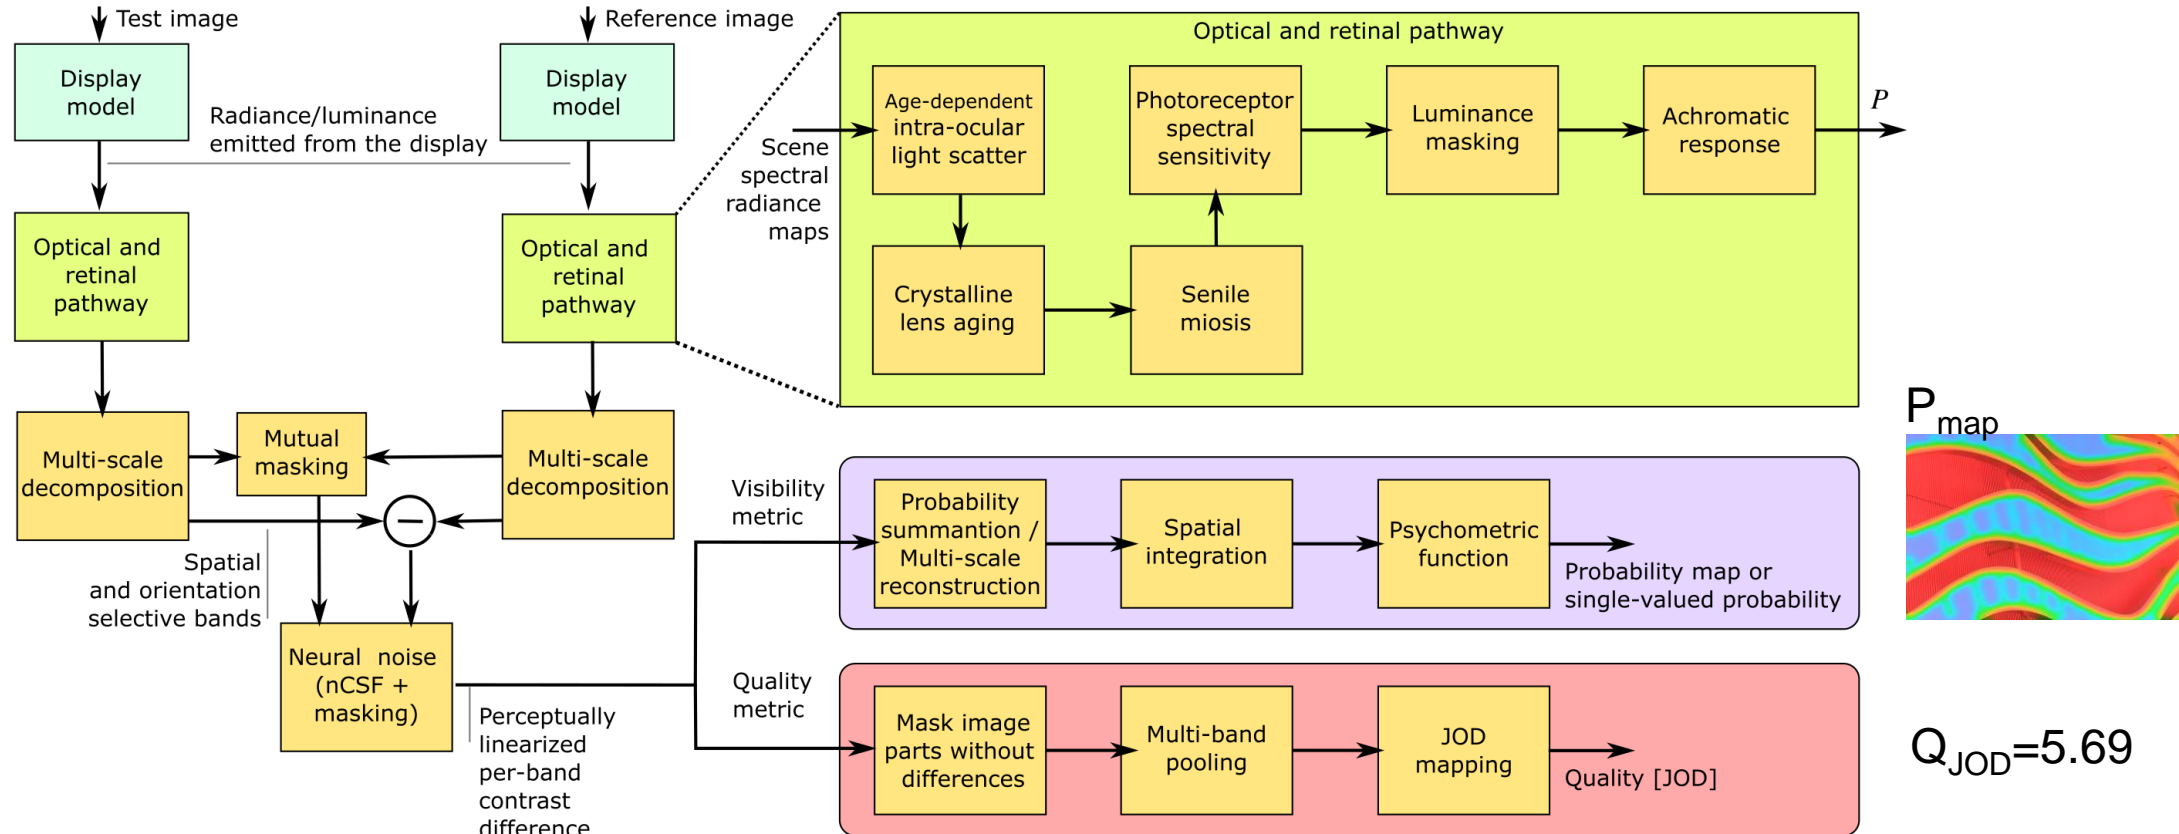 Test image
Reference image
Display
model
Display
model
Radiance/luminance
emitted from the display
Optical and
retinal
pathway
Optical and
retinal
pathway
Optical and retinal pathway
Scene
spectral
radiance
maps
Age-dependent
intra-ocular
light scatter
Crystalline
lens aging
Senile
miosis
Photoreceptor
spectral
sensitivity
Luminance
masking
Achromatic
response
P
Multi-scale
decomposition
Mutual
masking
Multi-scale
decomposition
Spatial
and orientation
selective bands
Neural noise
(nCSF +
masking)
Perceptually
linearized
per-band
contrast
difference
Visibility
metric
Probability
summantion /
Multi-scale
reconstruction
Spatial
integration
Psychometric
function
Probability map or
single-valued probability
Pmap
Quality
metric
Mask image
parts without
differences
Multi-band
pooling
JOD
mapping
Quality [JOD]
QJOD=5.69